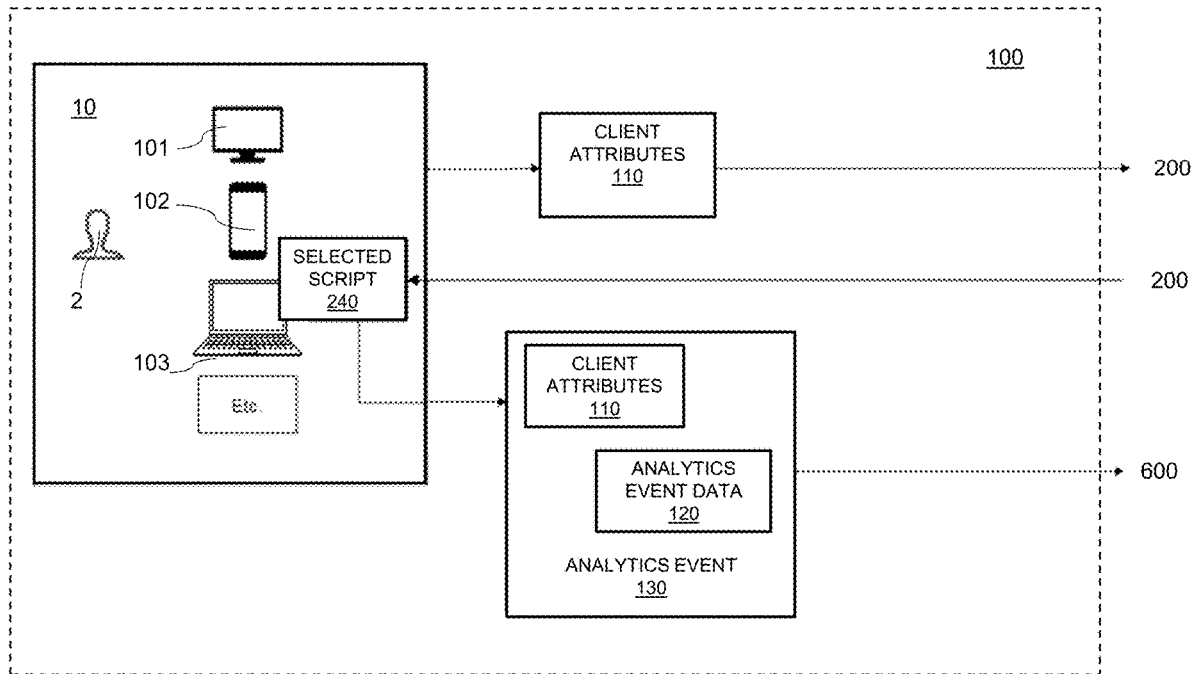 100
10
101
102
2
103
Etc.
SELECTED
SCRIPT
240
CLIENT
ATTRIBUTES
110
200
200
CLIENT
ATTRIBUTES
110
ANALYTICS
EVENT DATA
120
ANALYTICS EVENT
130
600